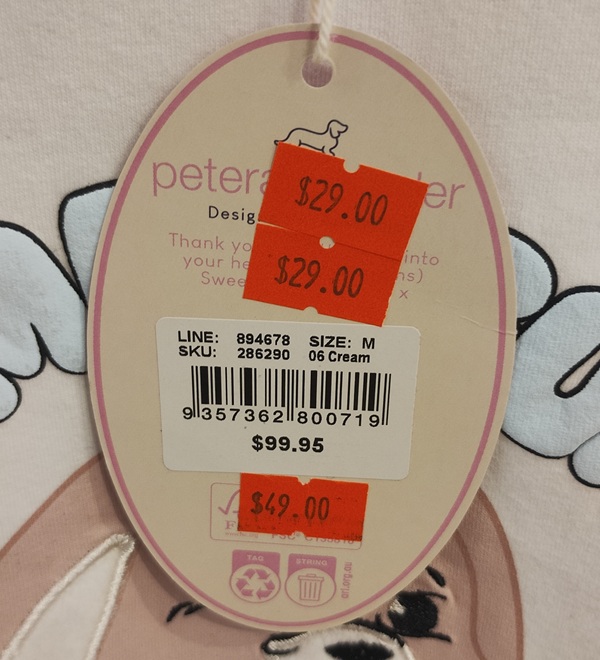 petera er
$29.00
Desig
Thank yo into
$29.00
your he ns)
Swee x
LINE: 894678 SIZE: M
SKU: 286290 06 Cream
9 357362 800719
$99.95
$49.00
TAG STRING